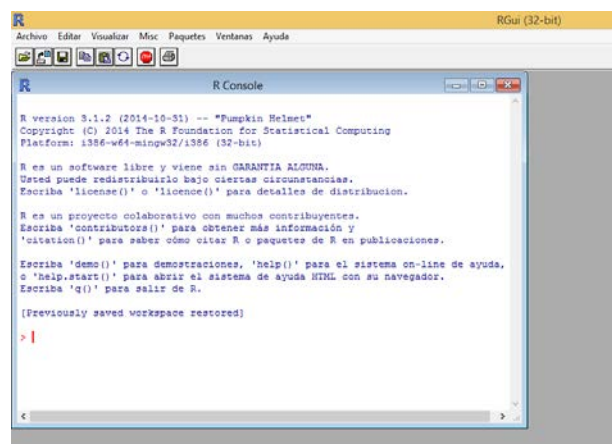 RGui (32-bit)
Archivo Editar Visualizar Misc Paquetes Ventanas Ayuda
R Console
R version 3.1.2 (2014-10-31) -- "Pumpkin Helmet"
Copyright (C) 2014 The R Foundation for Statistical Computing
Platform: i386-w64-mingw32/i386 (32-bit)
R es un software libre y viene sin GARANTIA ALGUNA.
Usted puede redistribuirlo bajo ciertas circunstancias.
Escriba 'license()' o 'licence()' para detalles de distribucion.
R es un proyecto colaborativo con muchos contribuyentes.
Escriba 'contributors()' para obtener más información y
'citation()' para saber cómo citar R o paquetes de R en publicaciones.
Escriba 'demo()' para demostraciones, 'help()' para el sistema on-line de ayuda,
o 'help.start()' para abrir el sistema de ayuda HTML con su navegador.
Escriba 'q()' para salir de R.
[Previously saved workspace restored]
>